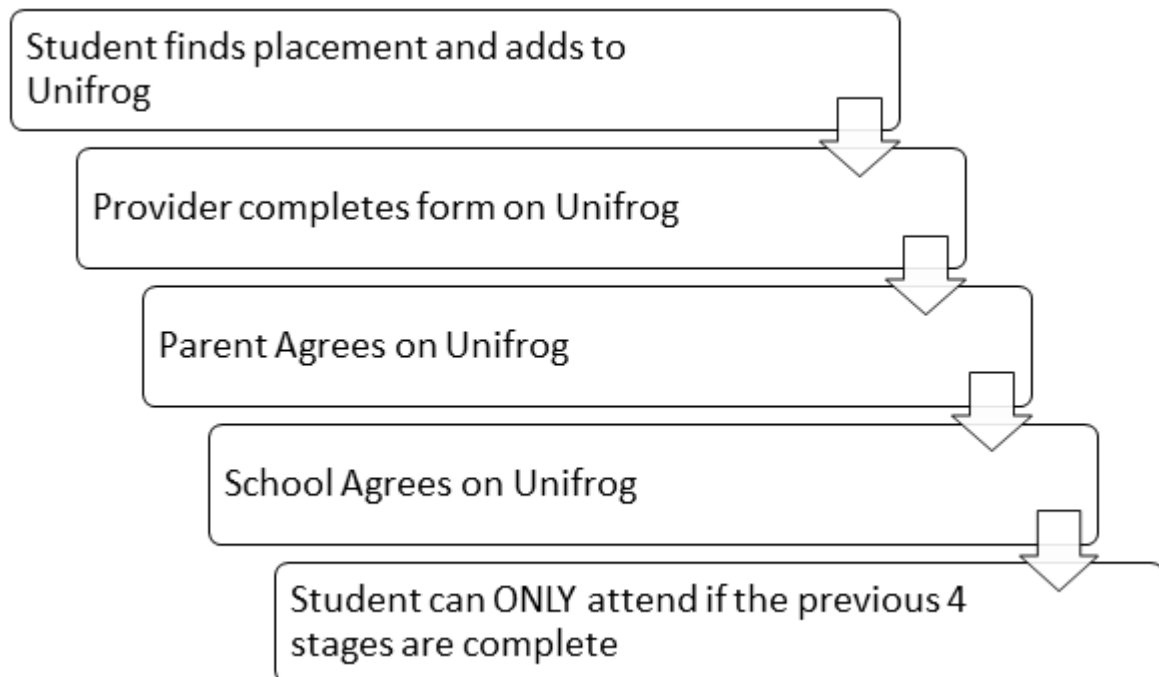 Student finds placement and adds to
Unifrog
Provider completes form on Unifrog
Parent Agrees on Unifrog
School Agrees on Unifrog
Student can ONLY attend if the previous 4
stages are complete